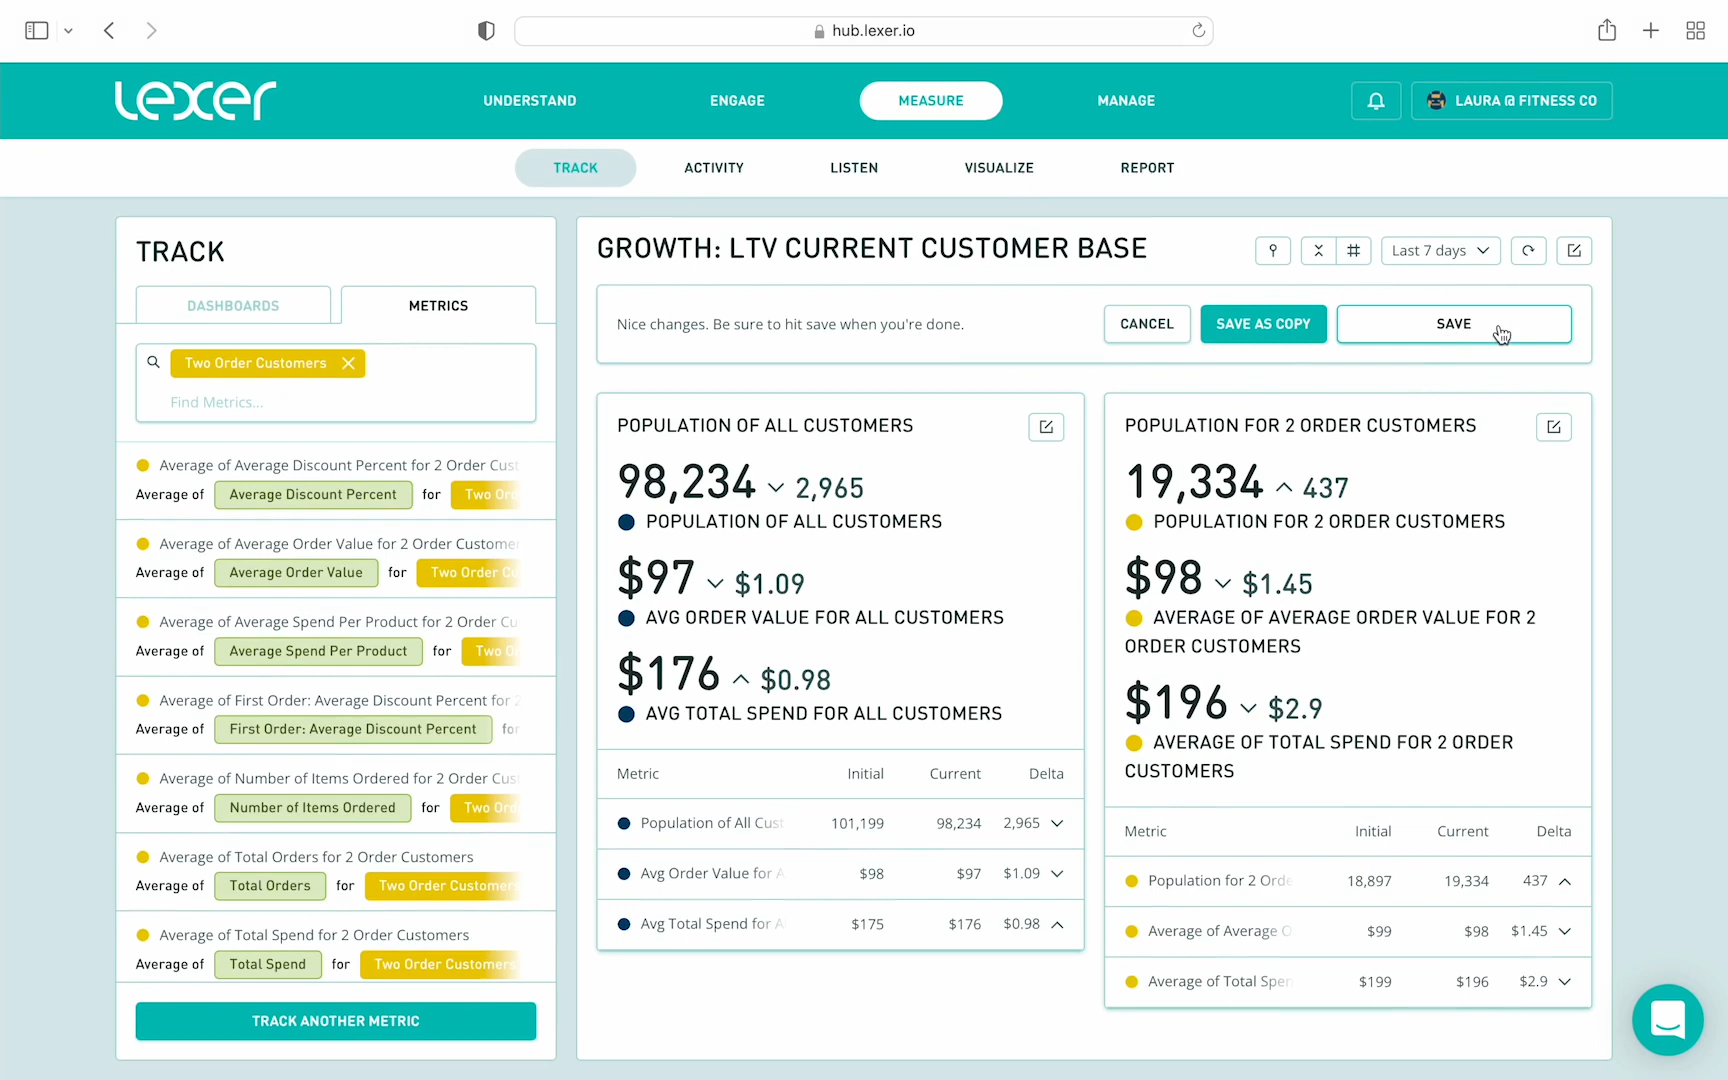 hub.lexer.io
lexer
UNDERSTAND
ENGAGE
MEASURE
MANAGE
LAURA @ FITNESS CO
TRACK
ACTIVITY
LISTEN
VISUALIZE
REPORT
TRACK
DASHBOARDS
METRICS
Two Order Customers
Find Metrics...
Average of Average Discount Percent for 2 Order Cust
Average of Average Discount Percent for Two Ord
Average of Average Order Value for 2 Order Customer
Average of Average Order Value for Two Order Cu
Average of Average Spend Per Product for 2 Order Cu
Average of Average Spend Per Product for Two Or
Average of First Order: Average Discount Percent for 2
Average of First Order: Average Discount Percent for
Average of Number of Items Ordered for 2 Order Cust
Average of Number of Items Ordered for Two Orde
Average of Total Orders for 2 Order Customers
Average of Total Orders for Two Order Customers
Average of Total Spend for 2 Order Customers
Average of Total Spend for Two Order Customers
TRACK ANOTHER METRIC
GROWTH: LTV CURRENT CUSTOMER BASE
Last 7 days
Nice changes. Be sure to hit save when you're done.
CANCEL
SAVE AS COPY
SAVE
POPULATION OF ALL CUSTOMERS
98,234 2,965
POPULATION OF ALL CUSTOMERS
$97 $1.09
AVG ORDER VALUE FOR ALL CUSTOMERS
$176 $0.98
AVG TOTAL SPEND FOR ALL CUSTOMERS
Metric Initial Current Delta
Population of All Cust 101,199 98,234 2,965
Avg Order Value for A $98 $97 $1.09
Avg Total Spend for A $175 $176 $0.98
POPULATION FOR 2 ORDER CUSTOMERS
19,334 437
POPULATION FOR 2 ORDER CUSTOMERS
$98 $1.45
AVERAGE OF AVERAGE ORDER VALUE FOR 2
ORDER CUSTOMERS
$196 $2.9
AVERAGE OF TOTAL SPEND FOR 2 ORDER
CUSTOMERS
Metric Initial Current Delta
Population for 2 Orde 18,897 19,334 437
Average of Average O $99 $98 $1.45
Average of Total Spen $199 $196 $2.9